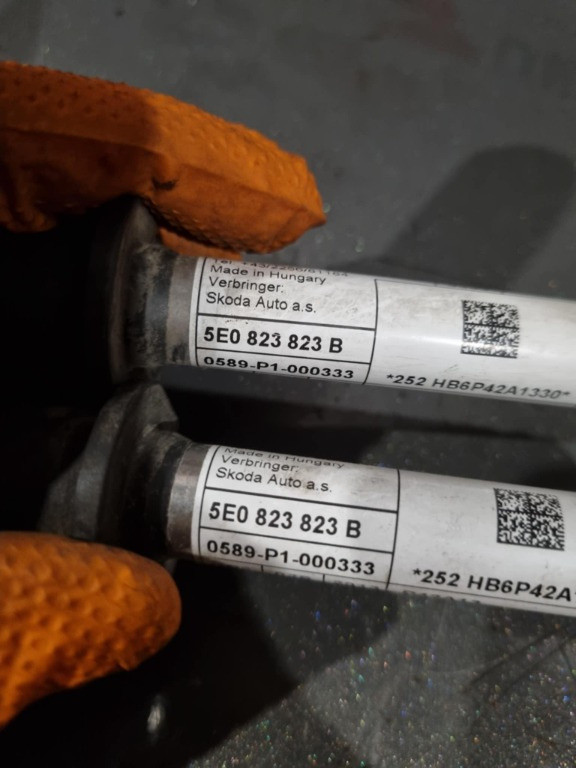 Made in Hungary
Verbringer:
Skoda Auto a.s.
5E0 823 823 B
0589-P1-000333
*252 HB6P42A1330*
Made in Hungary
Verbringer:
Skoda Auto a.s.
5E0 823 823 B
0589-P1-000333
*252 HB6P42A